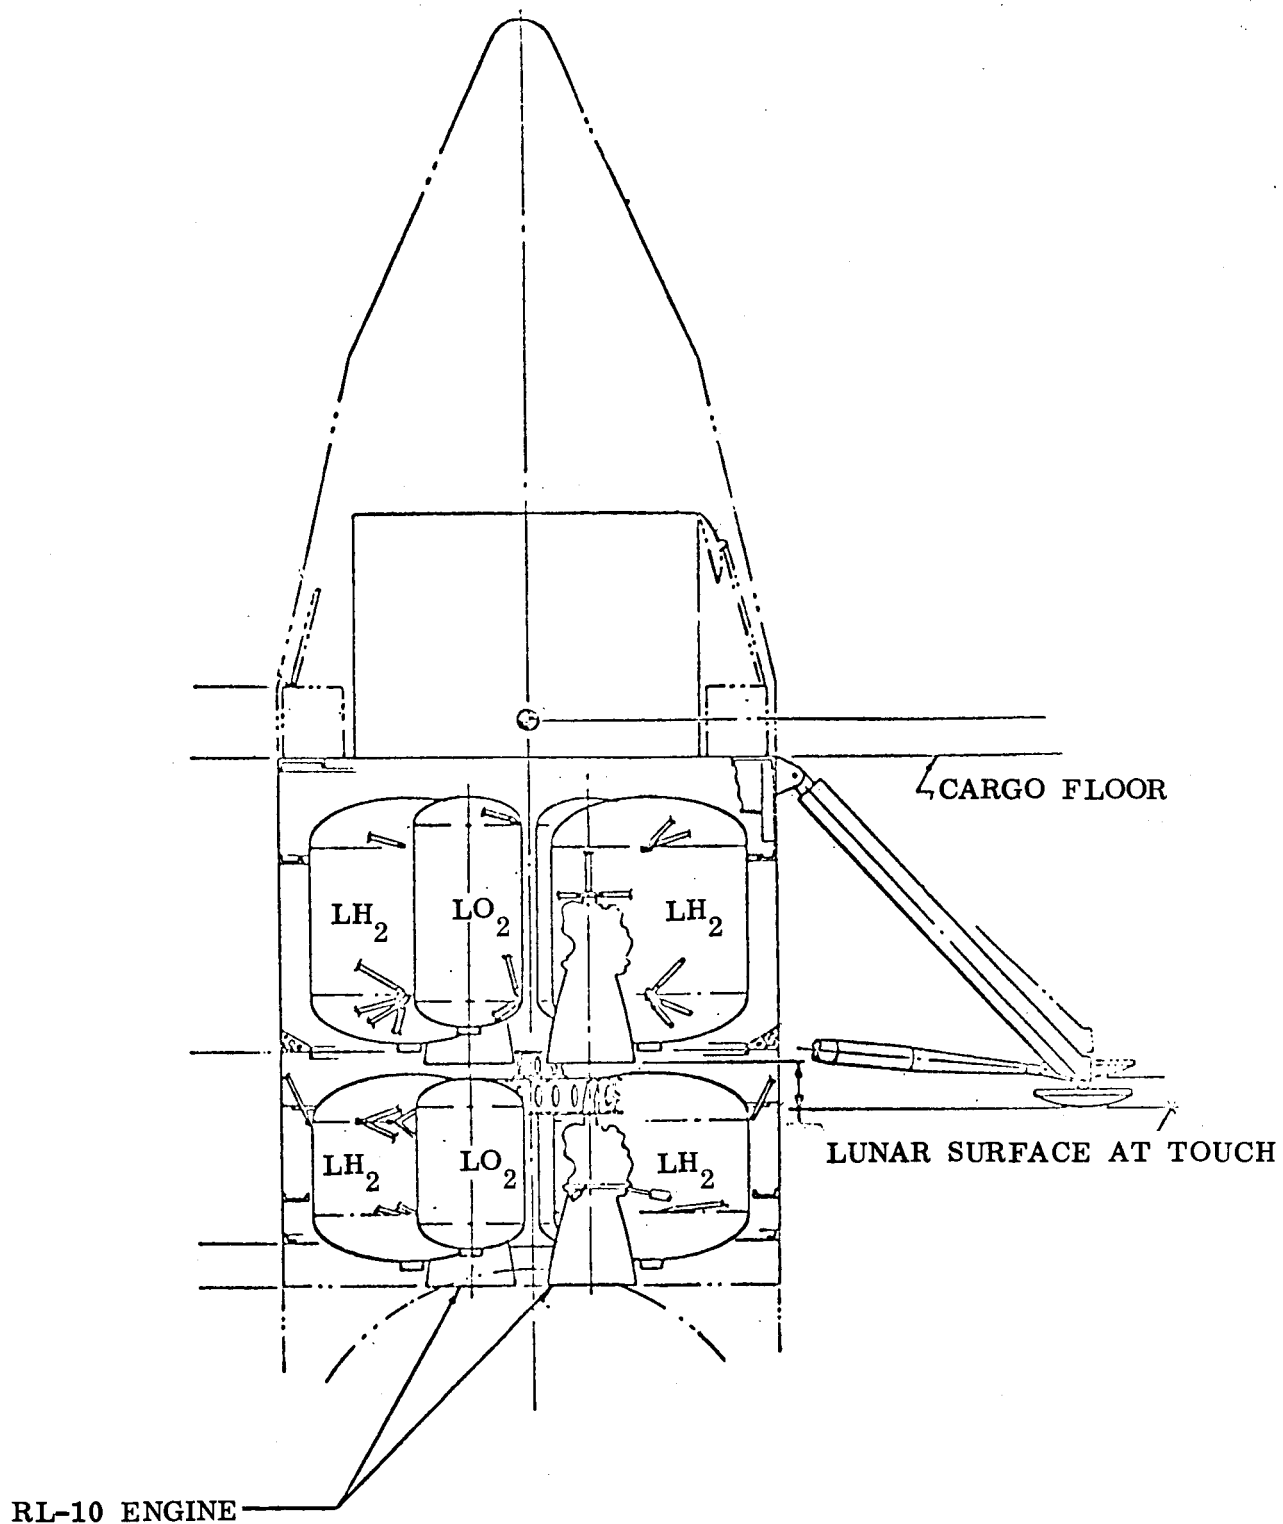 CARGO FLOOR
LH2 LO2 LH2
LUNAR SURFACE AT TOUCH
LH2 LO2 LH2
RL-10 ENGINE